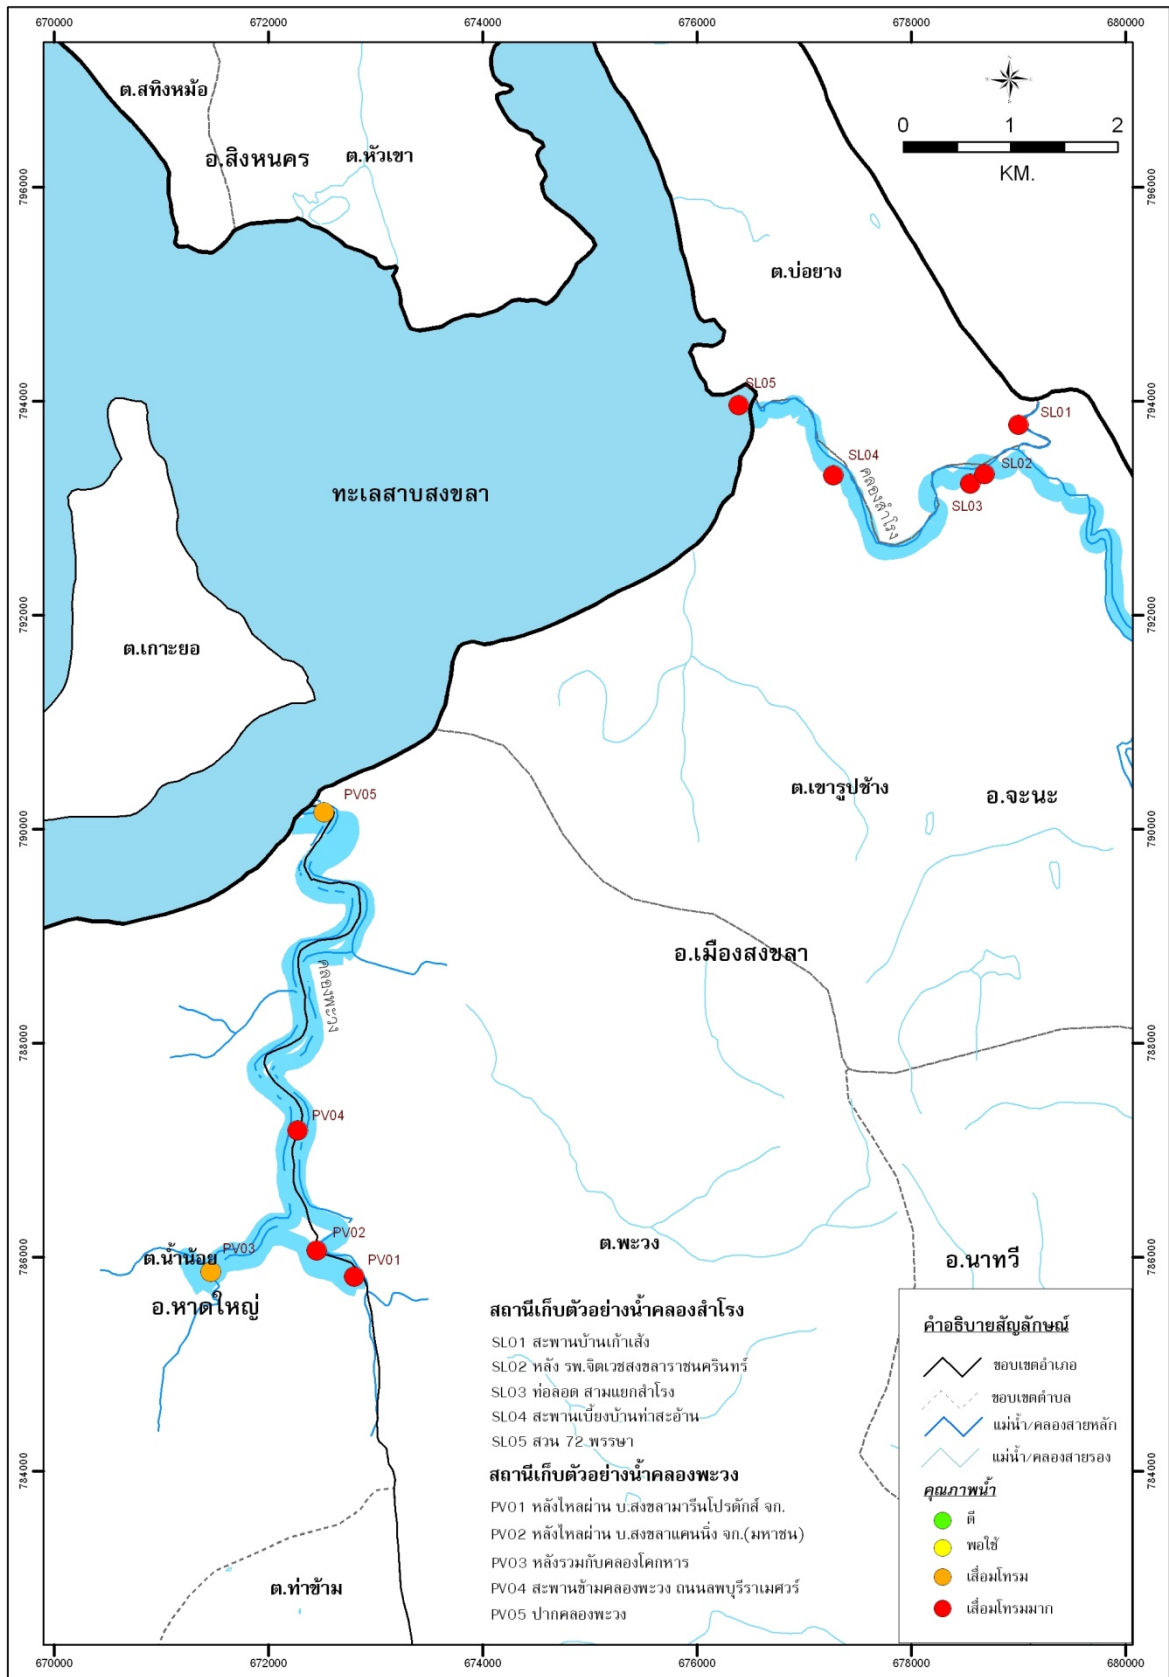 670000
672000
674000
676000
678000
680000
ต.สทิงหม้อ
อ.สิงหนคร
ต.หัวเขา
0 1 2
KM.
796000
796000
ต.บ่อยาง
SL05
794000
794000
SL01
SL04
SL02
คลองสำโรง
SL03
ทะเลสาบสงขลา
792000
792000
ต.เกาะยอ
PV05
ต.เขารูปช้าง
อ.จะนะ
790000
790000
อ.เมืองสงขลา
คลองพะวง
788000
788000
PV04
PV02
PV03
PV01
ต.น้ำน้อย
ต.พะวง
786000
786000
อ.นาทวี
อ.หาดใหญ่
สถานีเก็บตัวอย่างน้ำคลองสำโรง
SL01 สะพานบ้านเก้าเส้ง
SL02 หลัง รพ.จิตเวชสงขลาราชนครินทร์
SL03 ท่อลอด สามแยกสำโรง
SL04 สะพานเบี้ยงบ้านท่าสะอ้าน
SL05 สวน 72 พรรษา
สถานีเก็บตัวอย่างน้ำคลองพะวง
PV01 หลังไหลผ่าน บ.สงขลามารีนโปรดักส์ จก.
PV02 หลังไหลผ่าน บ.สงขลาแคนนิ่ง จก.(มหาชน)
PV03 หลังรวมกับคลองโคกหาร
PV04 สะพานข้ามคลองพะวง ถนนลพบุรีราเมศวร์
PV05 ปากคลองพะวง
คำอธิบายสัญลักษณ์
ขอบเขตอำเภอ
ขอบเขตตำบล
แม่น้ำ/คลองสายหลัก
แม่น้ำ/คลองสายรอง
คุณภาพน้ำ
ดี
พอใช้
เสื่อมโทรม
เสื่อมโทรมมาก
784000
784000
ต.ท่าข้าม
670000
672000
674000
676000
678000
680000